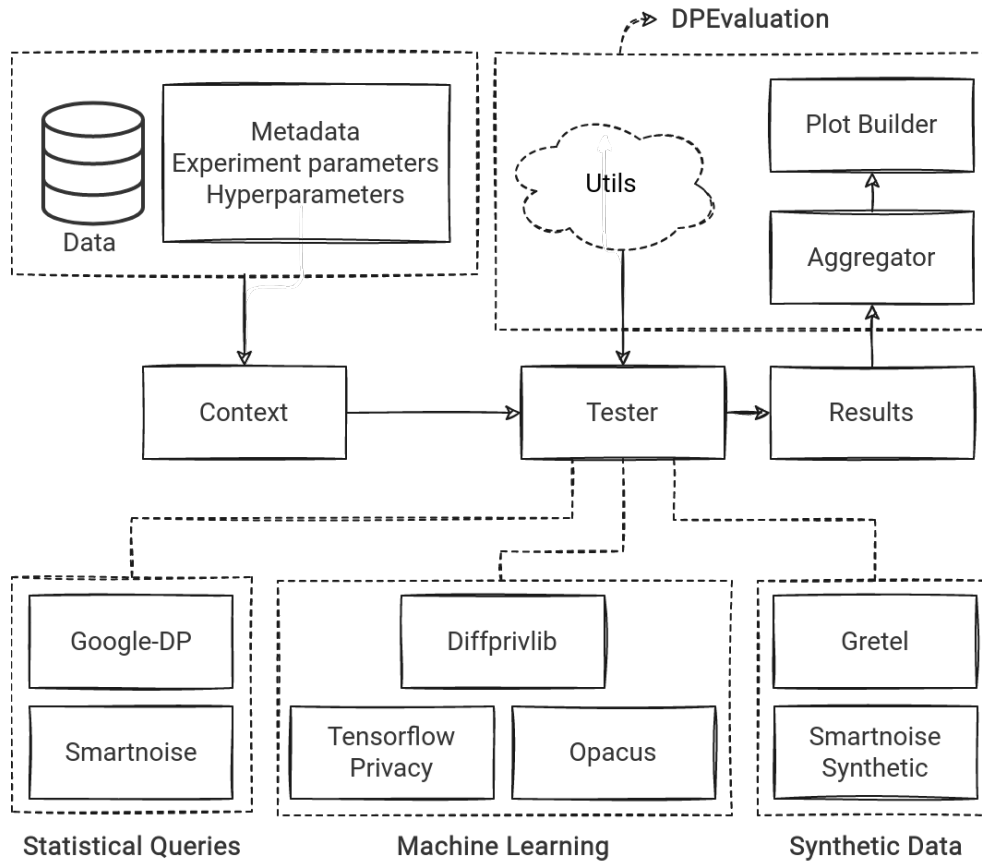 DPEvaluation
Metadata
Experiment parameters
Hyperparameters
Data
Utils
Plot Builder
Aggregator
Context
Tester
Results
Google-DP
Smartnoise
Diffprivlib
Tensorflow
Privacy
Opacus
Gretel
Smartnoise
Synthetic
Statistical Queries
Machine Learning
Synthetic Data